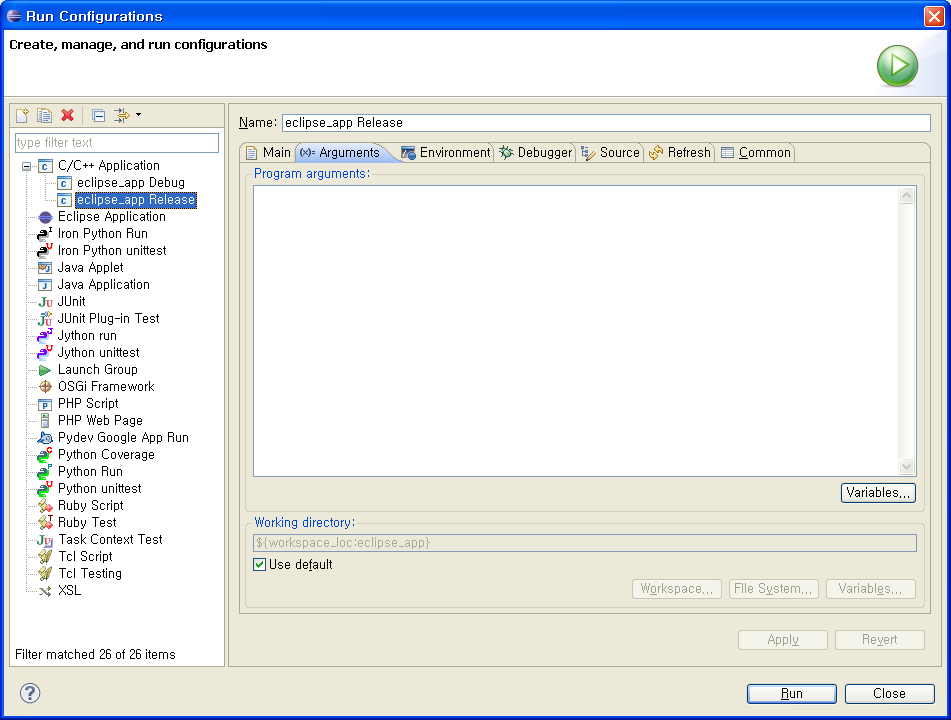 Run Configurations
Create, manage, and run configurations
type filter text
C/C++ Application
eclipse_app Debug
eclipse_app Release
Eclipse Application
Iron Python Run
Iron Python unittest
Java Applet
Java Application
JUnit
JUnit Plug-in Test
Jython run
Jython unittest
Launch Group
OSGi Framework
PHP Script
PHP Web Page
Pydev Google App Run
Python Coverage
Python Run
Python unittest
Ruby Script
Ruby Test
Task Context Test
Tcl Script
Tcl Testing
XSL
Filter matched 26 of 26 items
Name: eclipse_app Release
Main (x)= Arguments Environment Debugger Source Refresh Common
Program arguments:
Variables...
Working directory:
${workspace_loc:eclipse_app}
Use default
Workspace... File System... Variables...
Apply Revert
Run Close